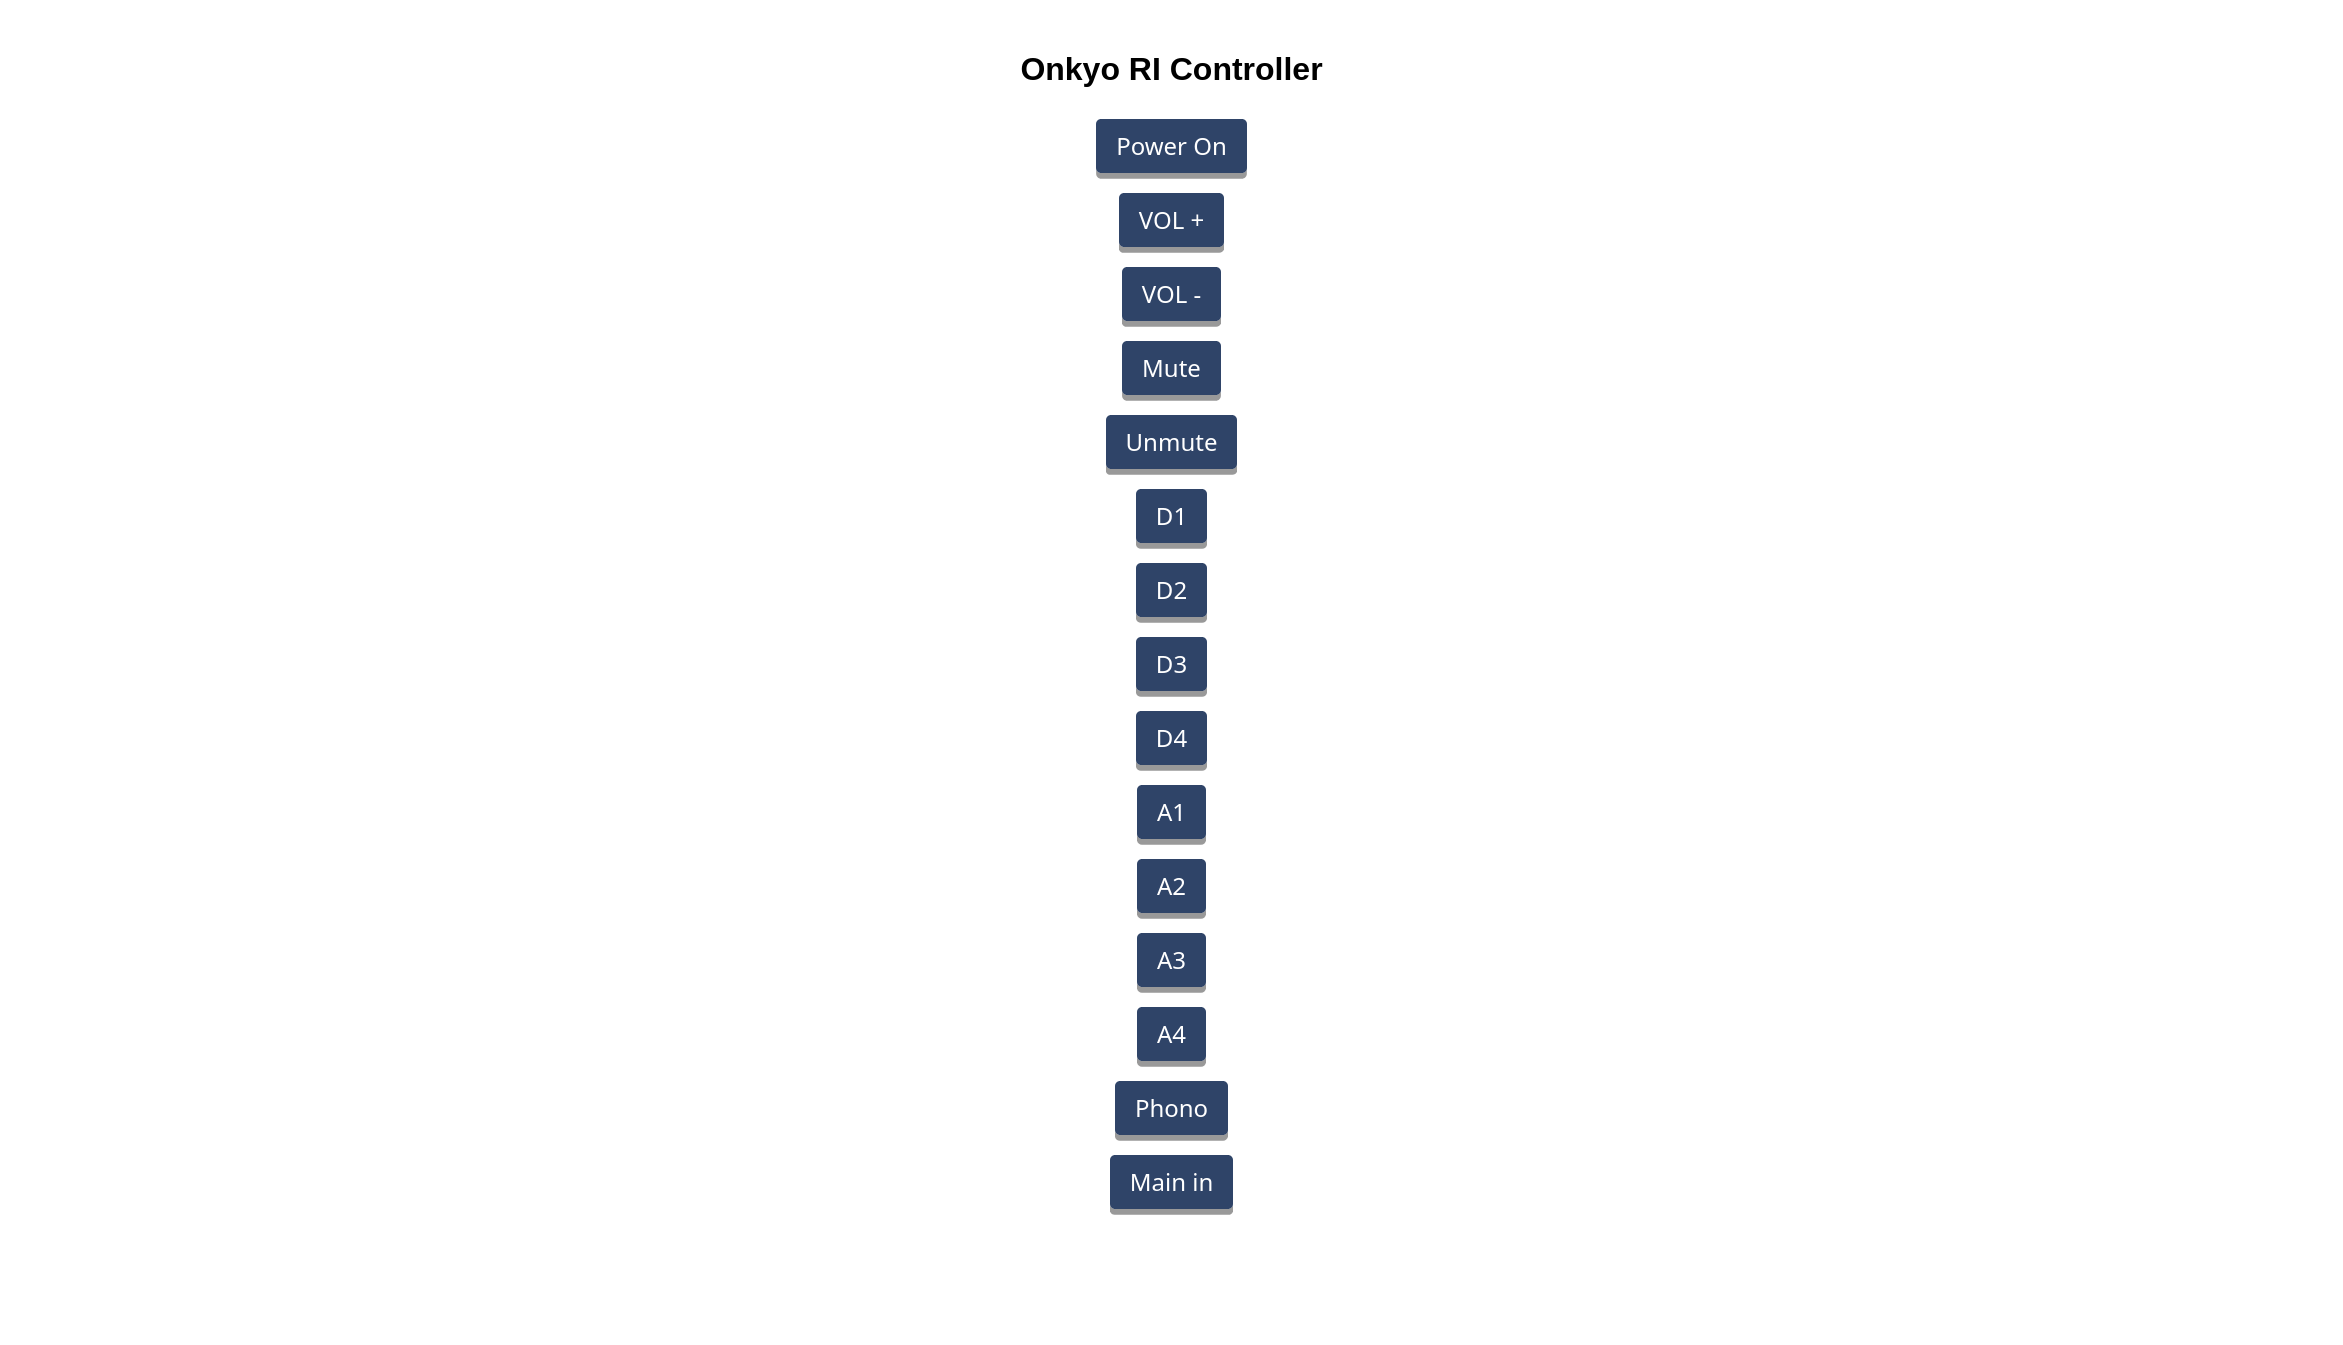 Onkyo RI Controller
Power On
VOL +
VOL -
Mute
Unmute
D1
D2
D3
D4
A1
A2
A3
A4
Phono
Main in